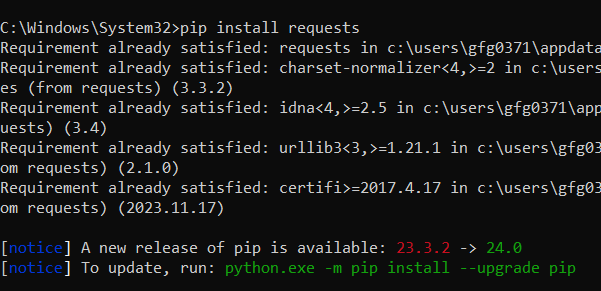 C:\Windows\System32>pip install requests
Requirement already satisfied: requests in c:\users\gfg0371\appdata
Requirement already satisfied: charset-normalizer<4,>=2 in c:\users
es (from requests) (3.3.2)
Requirement already satisfied: idna<4,>=2.5 in c:\users\gfg0371\app
uests) (3.4)
Requirement already satisfied: urllib3<3,>=1.21.1 in c:\users\gfg03
om requests) (2.1.0)
Requirement already satisfied: certifi>=2017.4.17 in c:\users\gfg03
om requests) (2023.11.17)
[notice] A new release of pip is available: 23.3.2 -> 24.0
[notice] To update, run: python.exe -m pip install --upgrade pip